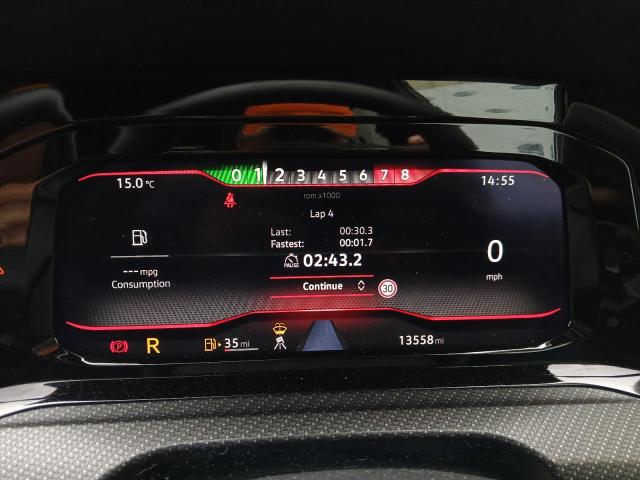 0 1 2 3 4 5 6 7 8
15.0 °C
14:55
rpm x1000
Lap 4
Last: 00:30.3
Fastest: 00:01.7
PAUSE 02:43.2
0
mph
--- mpg
Consumption
Continue
30
(P) R 35 mi 13558 mi